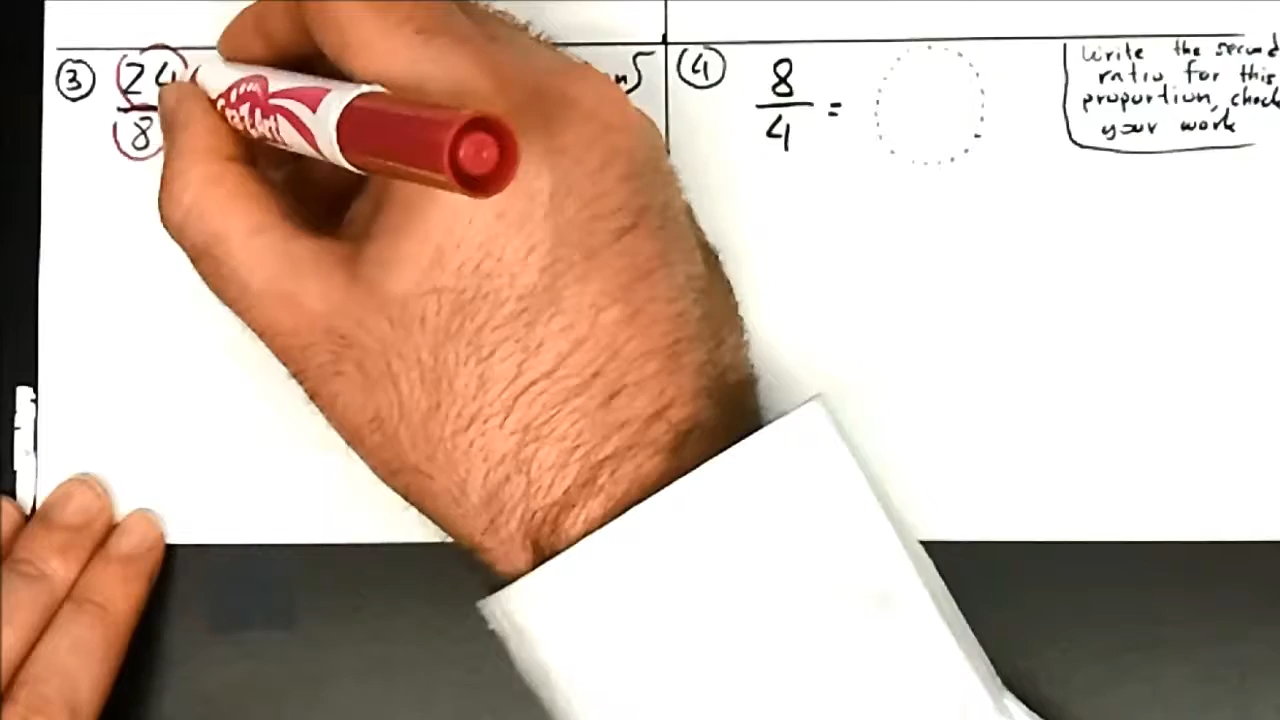 ③ 24
8
④ 8
4 =
Write the second
ratio for this
proportion, check
your work